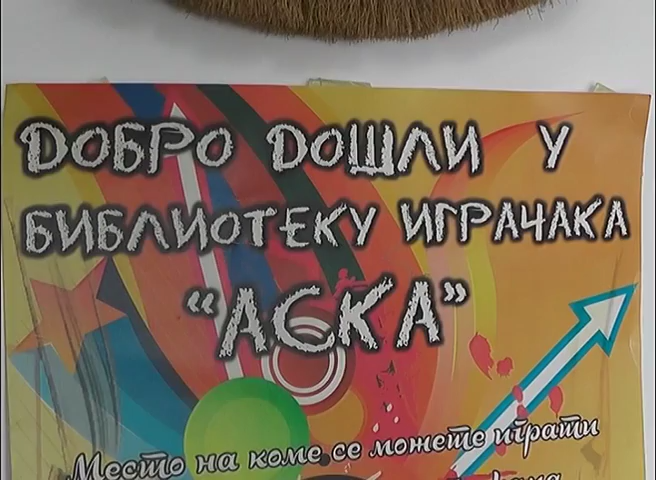 ДОБРО ДОШЛИ У
БИБЛИОТЕКУ ИГРАЧАКА
“АСКА”
Место на коме се можете играти